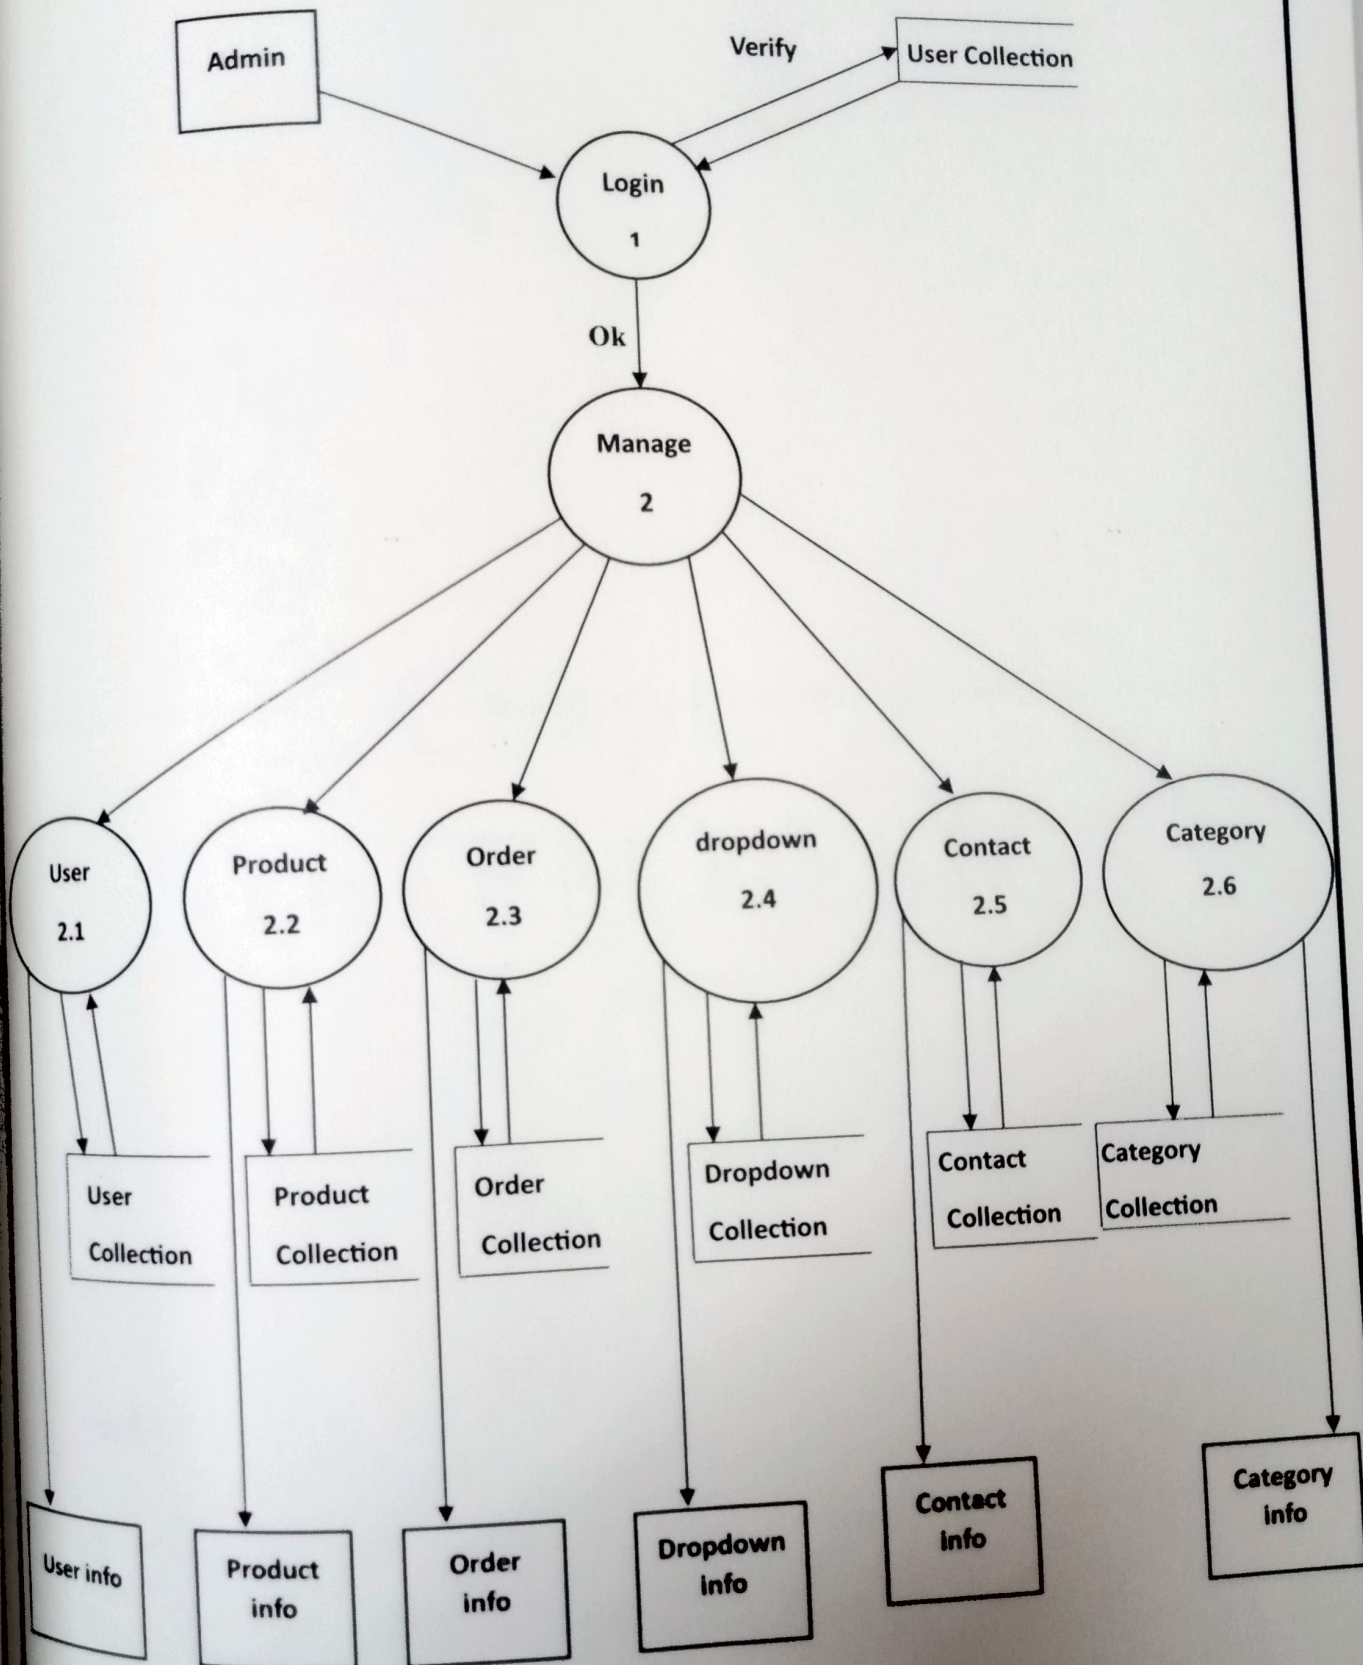 Admin
Verify
User Collection
Login
1
Ok
Manage
2
User
2.1
Product
2.2
Order
2.3
dropdown
2.4
Contact
2.5
Category
2.6
User
Collection
Product
Collection
Order
Collection
Dropdown
Collection
Contact
Collection
Category
Collection
User info
Product
info
Order
info
Dropdown
info
Contact
info
Category
info